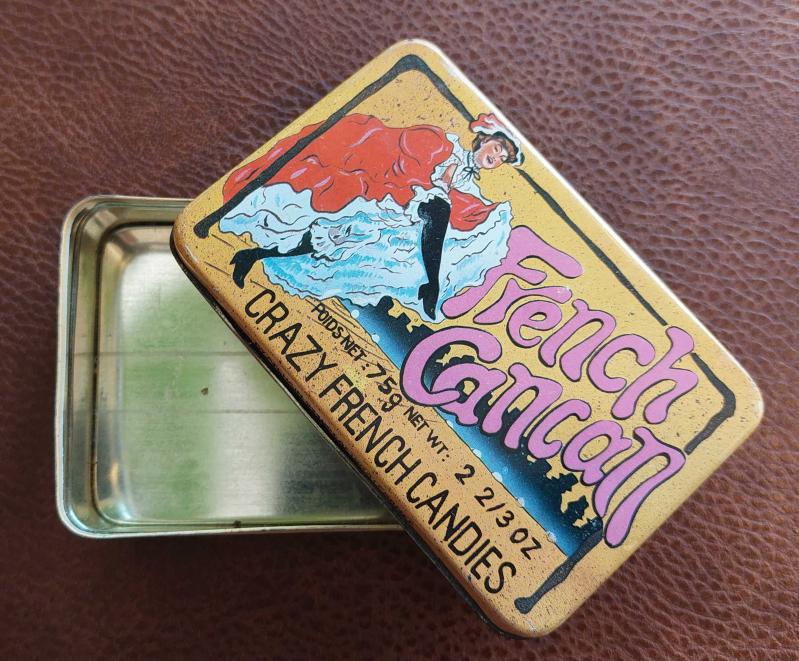 French
Cancan
POIDS NET: 75g NET WT: 2 2/3 OZ
CRAZY FRENCH CANDIES